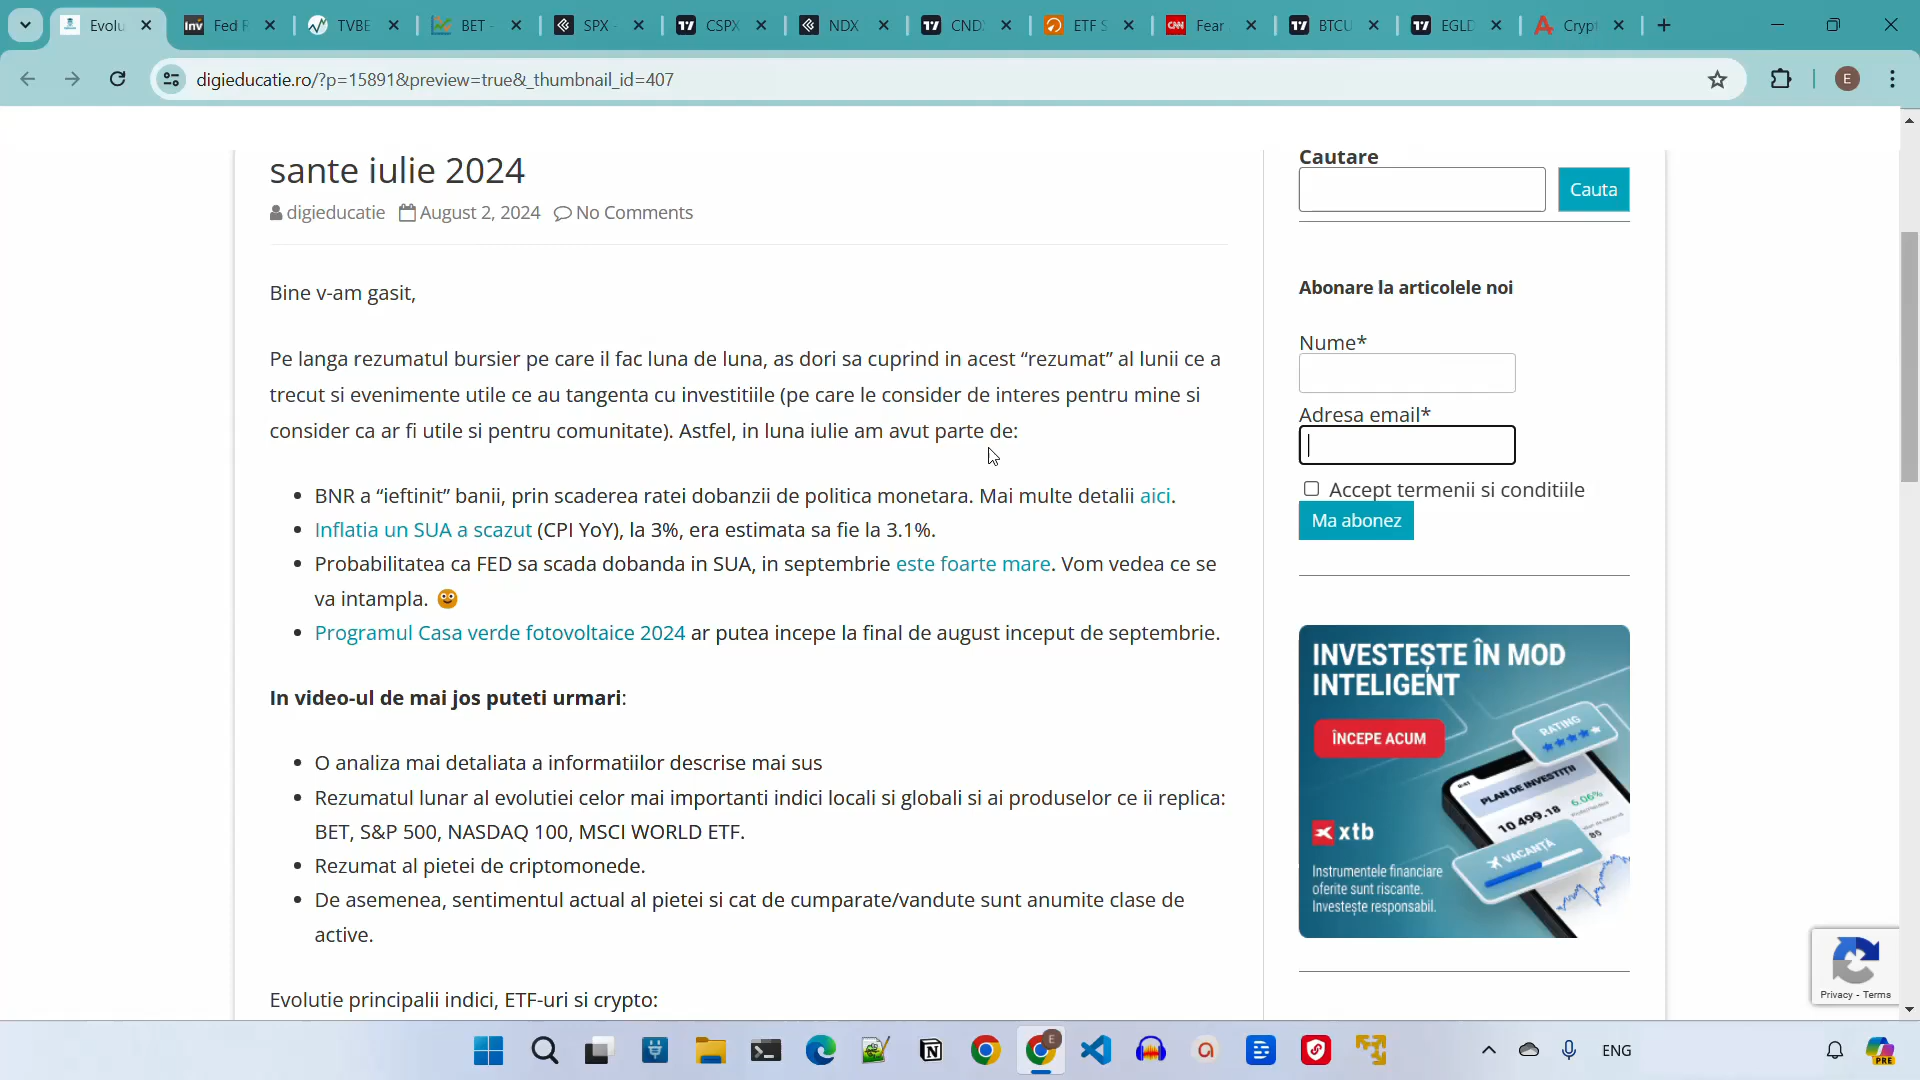 Evolu
Fed F
TVBE
BET -
SPX
CSPX
NDX
CND
ETF S
Fear
BTCU
EGLD
Cryp
digieducatie.ro/?p=15891&preview=true&_thumbnail_id=407
E
sante iulie 2024
digieducatie August 2, 2024 No Comments
Bine v-am gasit,
Pe langa rezumatul bursier pe care il fac luna de luna, as dori sa cuprind in acest “rezumat” al lunii ce a
trecut si evenimente utile ce au tangenta cu investitiile (pe care le consider de interes pentru mine si
consider ca ar fi utile si pentru comunitate). Astfel, in luna iulie am avut parte de:
BNR a “ieftinit” banii, prin scaderea ratei dobanzii de politica monetara. Mai multe detalii aici.
Inflatia un SUA a scazut (CPI YoY), la 3%, era estimata sa fie la 3.1%.
Probabilitatea ca FED sa scada dobanda in SUA, in septembrie este foarte mare. Vom vedea ce se
va intampla.
Programul Casa verde fotovoltaice 2024 ar putea incepe la final de august inceput de septembrie.
In video-ul de mai jos puteti urmari:
O analiza mai detaliata a informatiilor descrise mai sus
Rezumatul lunar al evolutiei celor mai importanti indici locali si globali si ai produselor ce ii replica:
BET, S&P 500, NASDAQ 100, MSCI WORLD ETF.
Rezumat al pietei de criptomonede.
De asemenea, sentimentul actual al pietei si cat de cumparate/vandute sunt anumite clase de
active.
Evolutie principalii indici, ETF-uri si crypto:
Cautare
Cauta
Abonare la articolele noi
Nume*
Adresa email*
Accept termenii si conditiile
Ma abonez
INVESTEȘTE ÎN MOD
INTELIGENT
ÎNCEPE ACUM
RATING
PLAN DE INVESTIȚII
10 499.18
6.06%
VACANȚĂ
xtb
Instrumentele financiare
oferite sunt riscante.
Investește responsabil.
Privacy - Terms
ENG